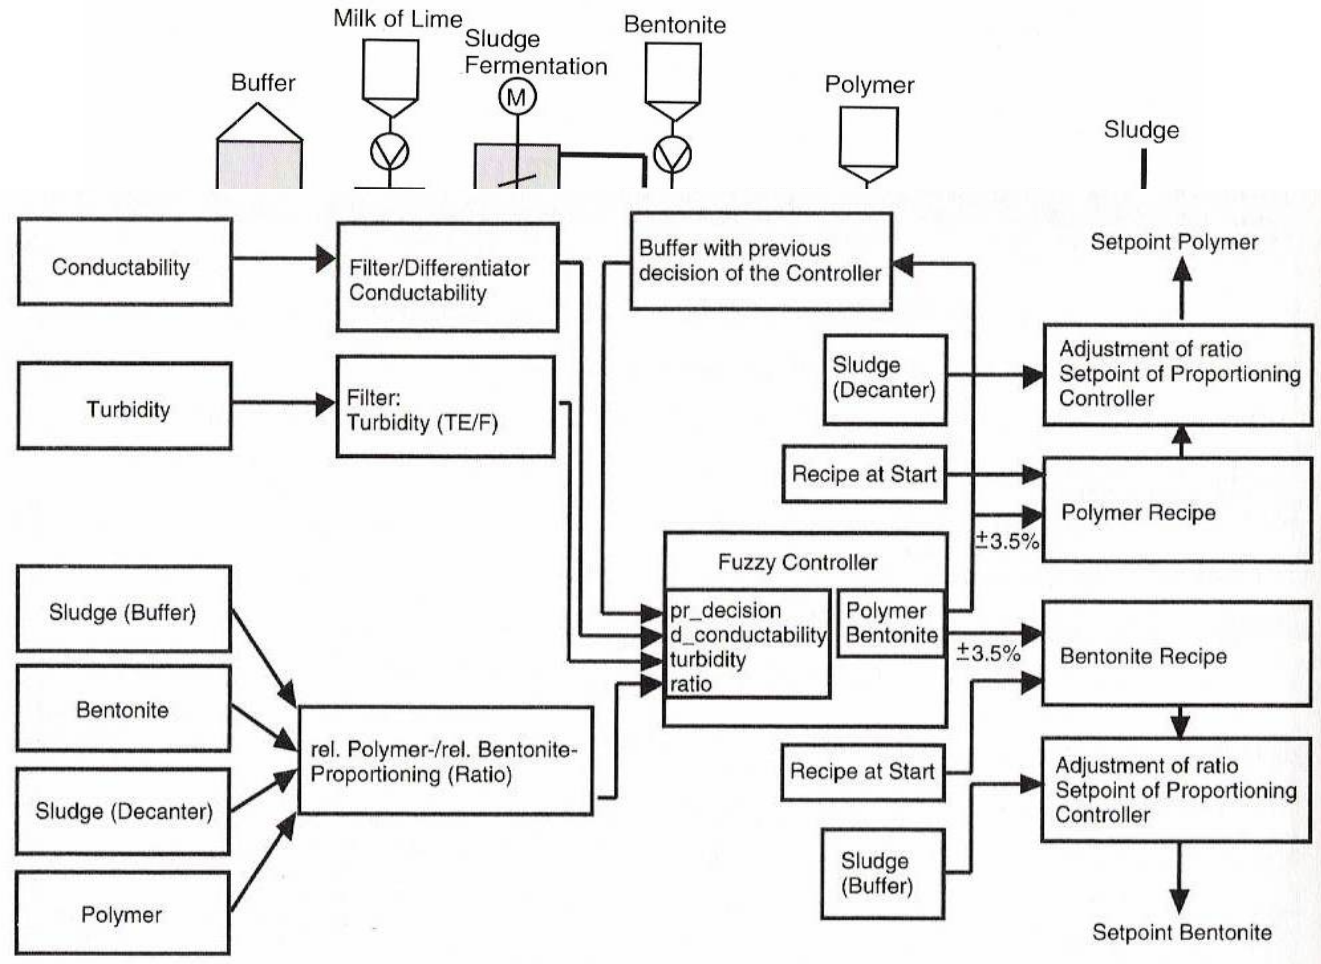 Milk of Lime
Sludge
Fermentation
Bentonite
Buffer
M
Polymer
Sludge
Conductability
Filter/Differentiator
Conductability
Buffer with previous
decision of the Controller
Setpoint Polymer
Turbidity
Filter:
Turbidity (TE/F)
Sludge
(Decanter)
Adjustment of ratio
Setpoint of Proportioning
Controller
Recipe at Start
Polymer Recipe
±3.5%
Fuzzy Controller
pr_decision
d_conductability
turbidity
ratio
Polymer
Bentonite
±3.5%
Bentonite Recipe
Sludge (Buffer)
Bentonite
Sludge (Decanter)
Polymer
rel. Polymer-/rel. Bentonite-
Proportioning (Ratio)
Recipe at Start
Adjustment of ratio
Setpoint of Proportioning
Controller
Sludge
(Buffer)
Setpoint Bentonite